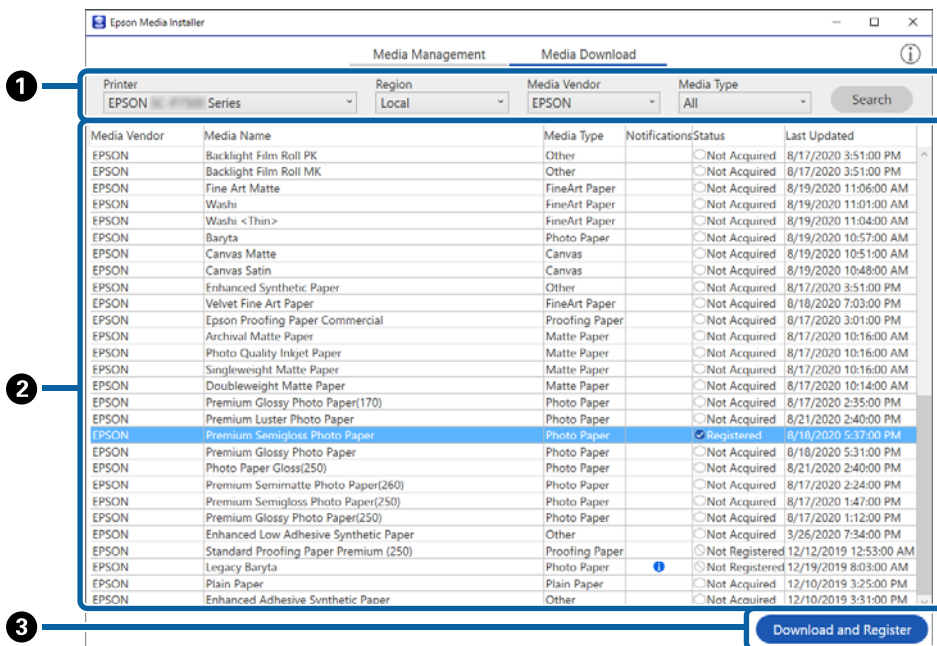 Epson Media Installer
Media Management Media Download
1
Printer Region Media Vendor Media Type
EPSON Series Local EPSON All Search
Media Vendor Media Name Media Type Notifications Status Last Updated
EPSON Backlight Film Roll PK Other Not Acquired 8/17/2020 3:51:00 PM
EPSON Backlight Film Roll MK Other Not Acquired 8/17/2020 3:51:00 PM
EPSON Fine Art Matte FineArt Paper Not Acquired 8/19/2020 11:06:00 AM
EPSON Washi FineArt Paper Not Acquired 8/19/2020 11:01:00 AM
EPSON Washi <Thin> FineArt Paper Not Acquired 8/19/2020 11:04:00 AM
EPSON Baryta Photo Paper Not Acquired 8/19/2020 10:57:00 AM
EPSON Canvas Matte Canvas Not Acquired 8/19/2020 10:51:00 AM
EPSON Canvas Satin Canvas Not Acquired 8/19/2020 10:48:00 AM
EPSON Enhanced Synthetic Paper Other Not Acquired 8/17/2020 3:51:00 PM
EPSON Velvet Fine Art Paper FineArt Paper Not Acquired 8/18/2020 7:03:00 PM
EPSON Epson Proofing Paper Commercial Proofing Paper Not Acquired 8/17/2020 3:01:00 PM
EPSON Archival Matte Paper Matte Paper Not Acquired 8/17/2020 10:16:00 AM
EPSON Photo Quality Inkjet Paper Matte Paper Not Acquired 8/17/2020 10:16:00 AM
2
EPSON Singleweight Matte Paper Matte Paper Not Acquired 8/17/2020 10:16:00 AM
EPSON Doubleweight Matte Paper Matte Paper Not Acquired 8/17/2020 10:14:00 AM
EPSON Premium Glossy Photo Paper(170) Photo Paper Not Acquired 8/17/2020 2:35:00 PM
EPSON Premium Luster Photo Paper Photo Paper Not Acquired 8/21/2020 2:40:00 PM
EPSON Premium Semigloss Photo Paper Photo Paper Registered 8/18/2020 5:37:00 PM
EPSON Premium Glossy Photo Paper Photo Paper Not Acquired 8/18/2020 5:31:00 PM
EPSON Photo Paper Gloss(250) Photo Paper Not Acquired 8/21/2020 2:40:00 PM
EPSON Premium Semimatte Photo Paper(260) Photo Paper Not Acquired 8/17/2020 2:24:00 PM
EPSON Premium Semigloss Photo Paper(250) Photo Paper Not Acquired 8/17/2020 1:47:00 PM
EPSON Premium Glossy Photo Paper(250) Photo Paper Not Acquired 8/17/2020 1:12:00 PM
EPSON Enhanced Low Adhesive Synthetic Paper Other Not Acquired 3/26/2020 7:34:00 PM
EPSON Standard Proofing Paper Premium (250) Proofing Paper Not Registered 12/12/2019 12:53:00 AM
EPSON Legacy Baryta Photo Paper Not Registered 12/19/2019 8:03:00 AM
EPSON Plain Paper Plain Paper Not Acquired 12/10/2019 3:25:00 PM
EPSON Enhanced Adhesive Synthetic Paper Other Not Acquired 12/10/2019 3:31:00 PM
3
Download and Register